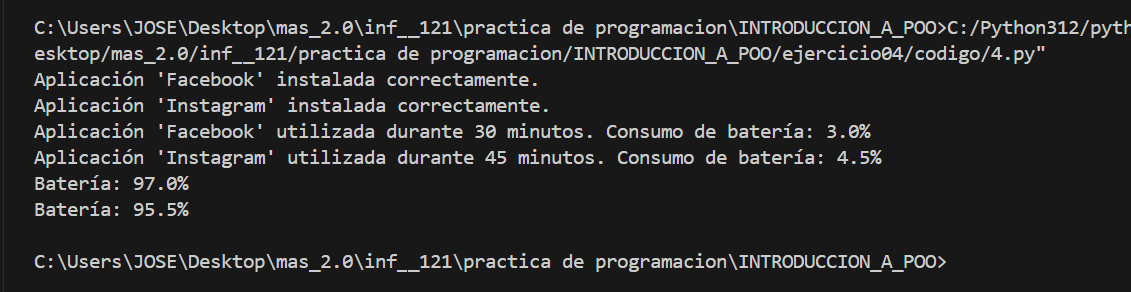 C:\Users\JOSE\Desktop\mas_2.0\inf__121\practica de programacion\INTRODUCCION_A_POO>C:/Python312/pyth
esktop/mas_2.0/inf__121/practica de programacion/INTRODUCCION_A_POO/ejercicio04/codigo/4.py"
Aplicación 'Facebook' instalada correctamente.
Aplicación 'Instagram' instalada correctamente.
Aplicación 'Facebook' utilizada durante 30 minutos. Consumo de batería: 3.0%
Aplicación 'Instagram' utilizada durante 45 minutos. Consumo de batería: 4.5%
Batería: 97.0%
Batería: 95.5%
C:\Users\JOSE\Desktop\mas_2.0\inf__121\practica de programacion\INTRODUCCION_A_POO>